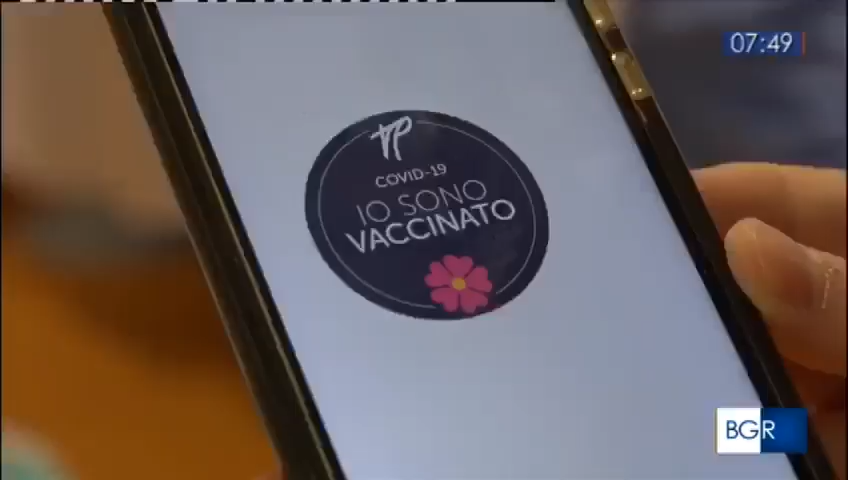 07:49
TP
COVID-19
IO SONO
VACCINATO
BGR